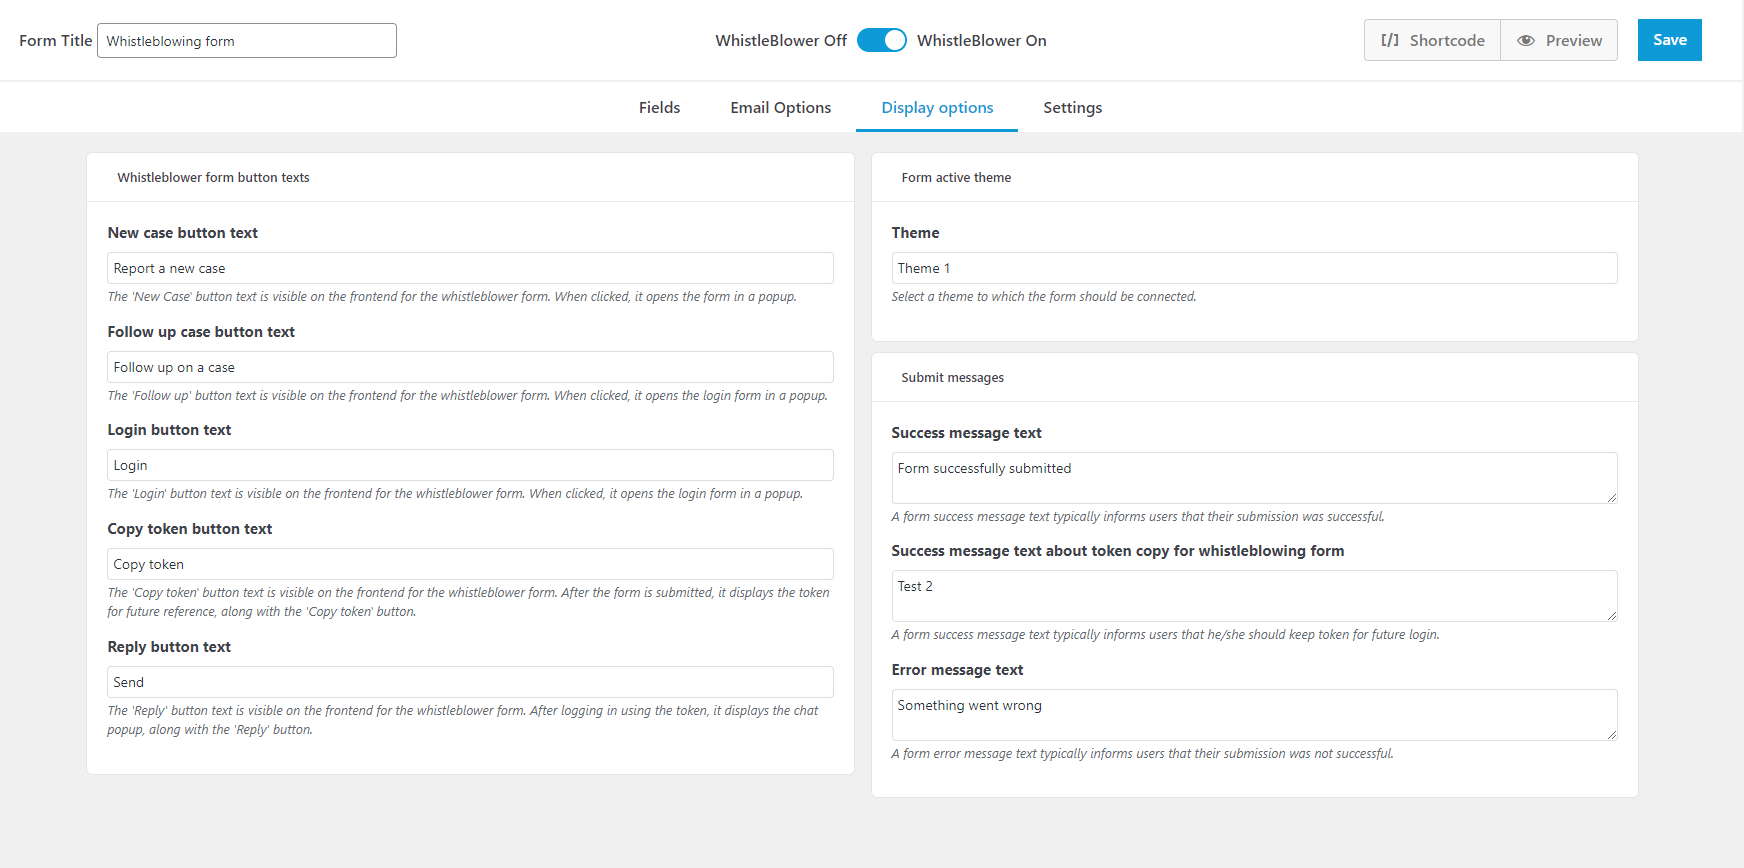 Form Title Whistleblowing form WhistleBlower Off WhistleBlower On [/] Shortcode Preview Save
Fields Email Options Display options Settings
Whistleblower form button texts
New case button text
Report a new case
The 'New Case' button text is visible on the frontend for the whistleblower form. When clicked, it opens the form in a popup.
Follow up case button text
Follow up on a case
The 'Follow up' button text is visible on the frontend for the whistleblower form. When clicked, it opens the login form in a popup.
Login button text
Login
The 'Login' button text is visible on the frontend for the whistleblower form. When clicked, it opens the login form in a popup.
Copy token button text
Copy token
The 'Copy token' button text is visible on the frontend for the whistleblower form. After the form is submitted, it displays the token
for future reference, along with the 'Copy token' button.
Reply button text
Send
The 'Reply' button text is visible on the frontend for the whistleblower form. After logging in using the token, it displays the chat
popup, along with the 'Reply' button.
Form active theme
Theme
Theme 1
Select a theme to which the form should be connected.
Submit messages
Success message text
Form successfully submitted
A form success message text typically informs users that their submission was successful.
Success message text about token copy for whistleblowing form
Test 2
A form success message text typically informs users that he/she should keep token for future login.
Error message text
Something went wrong
A form error message text typically informs users that their submission was not successful.